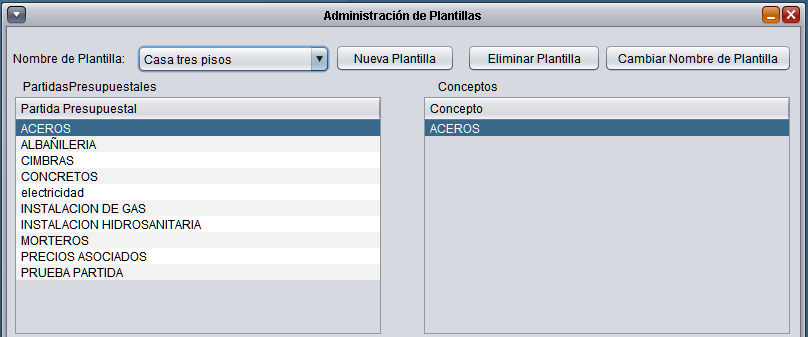 Administración de Plantillas
Nombre de Plantilla: Casa tres pisos Nueva Plantilla Eliminar Plantilla Cambiar Nombre de Plantilla
PartidasPresupuestales
Partida Presupuestal
ACEROS
ALBAÑILERIA
CIMBRAS
CONCRETOS
electricidad
INSTALACION DE GAS
INSTALACION HIDROSANITARIA
MORTEROS
PRECIOS ASOCIADOS
PRUEBA PARTIDA
Conceptos
Concepto
ACEROS